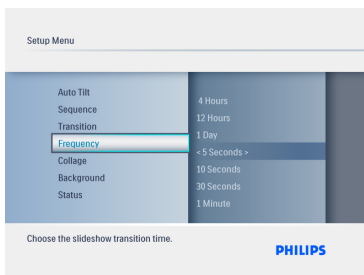 Setup Menu
Auto Tilt
Sequence
Transition
Frequency
Collage
Background
Status
4 Hours
12 Hours
1 Day
< 5 Seconds >
10 Seconds
30 Seconds
1 Minute
Choose the slideshow transition time.
PHILIPS